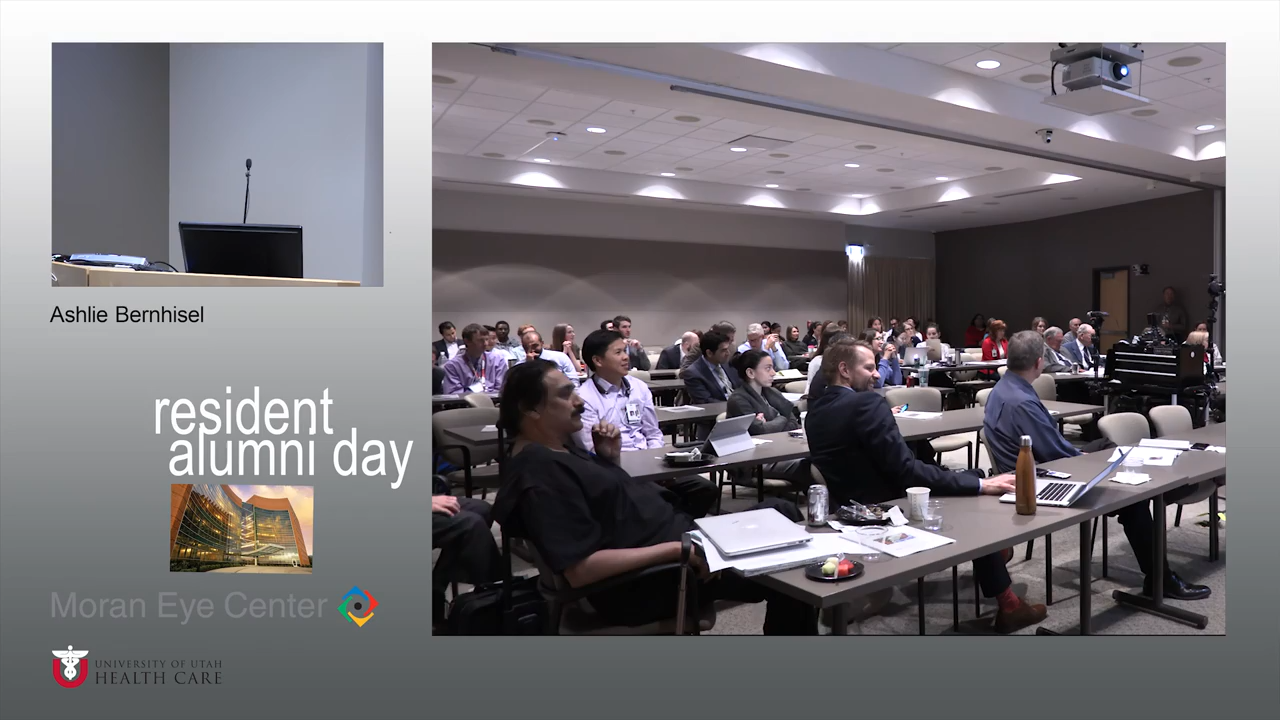 Ashlie Bernhisel
resident
alumni day
Moran Eye Center
UNIVERSITY OF UTAH
HEALTH CARE